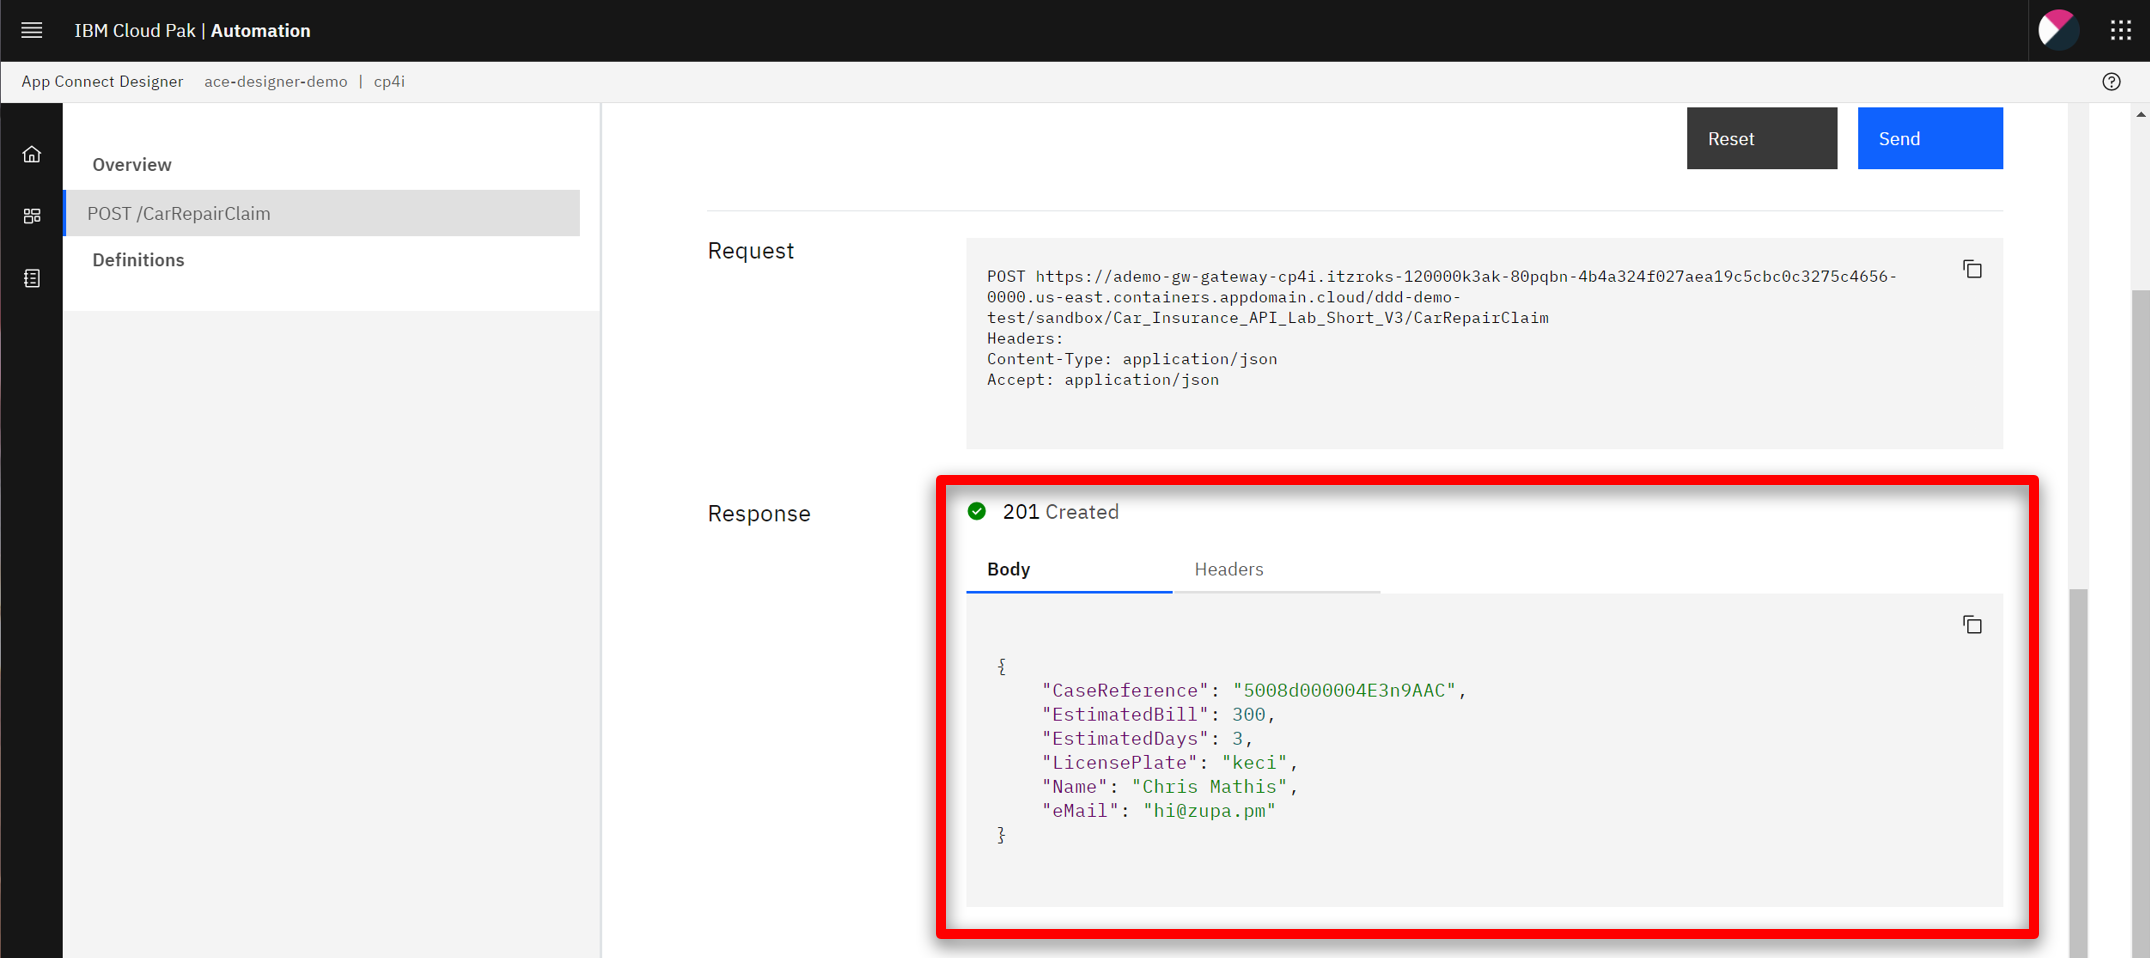 IBM Cloud Pak | Automation
App Connect Designer ace-designer-demo | cp4i
Overview
POST /CarRepairClaim
Definitions
Reset Send
Request
POST https://ademo-gw-gateway-cp4i.itzroks-120000k3ak-80pqbn-4b4a324f027aea19c5cbc0c3275c4656-
0000.us-east.containers.appdomain.cloud/ddd-demo-
test/sandbox/Car_Insurance_API_Lab_Short_V3/CarRepairClaim
Headers:
Content-Type: application/json
Accept: application/json
Response
201 Created
Body Headers
{
"CaseReference": "5008d000004E3n9AAC",
"EstimatedBill": 300,
"EstimatedDays": 3,
"LicensePlate": "keci",
"Name": "Chris Mathis",
"eMail": "hi@zupa.pm"
}